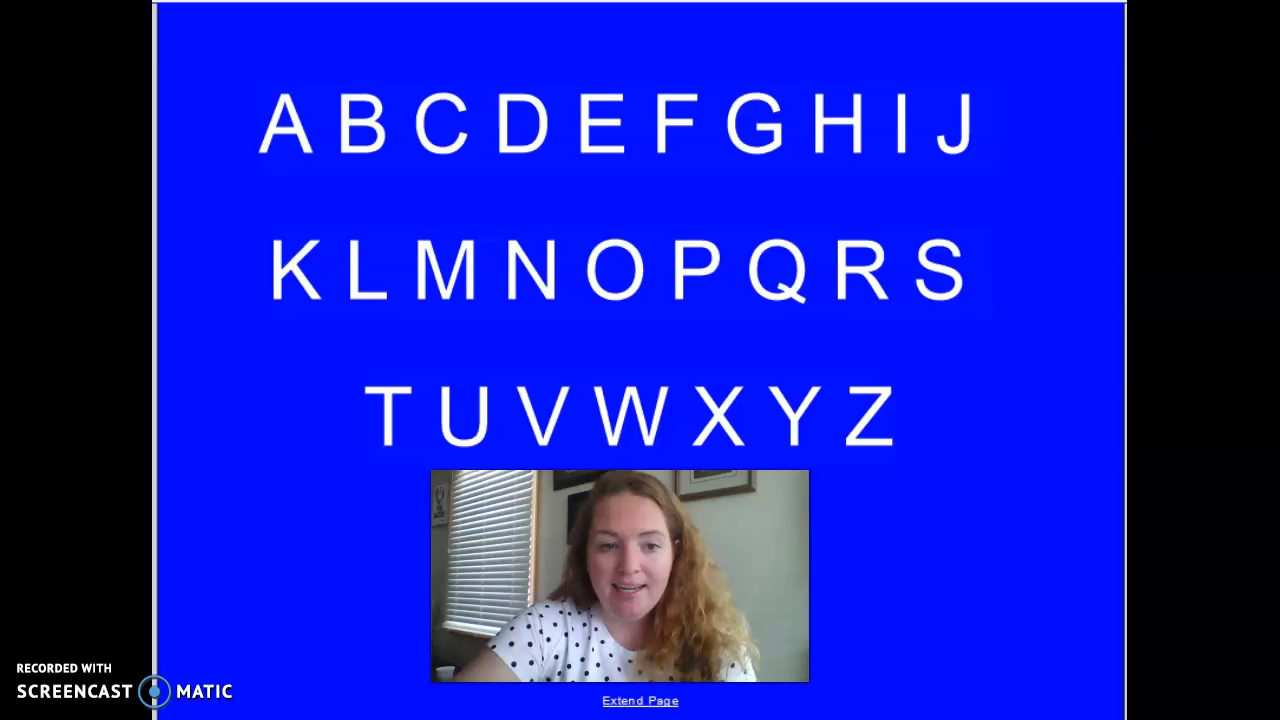 A B C D E F G H I J
K L M N O P Q R S
T U V W X Y Z
Extend Page
RECORDED WITH
SCREENCAST MATIC